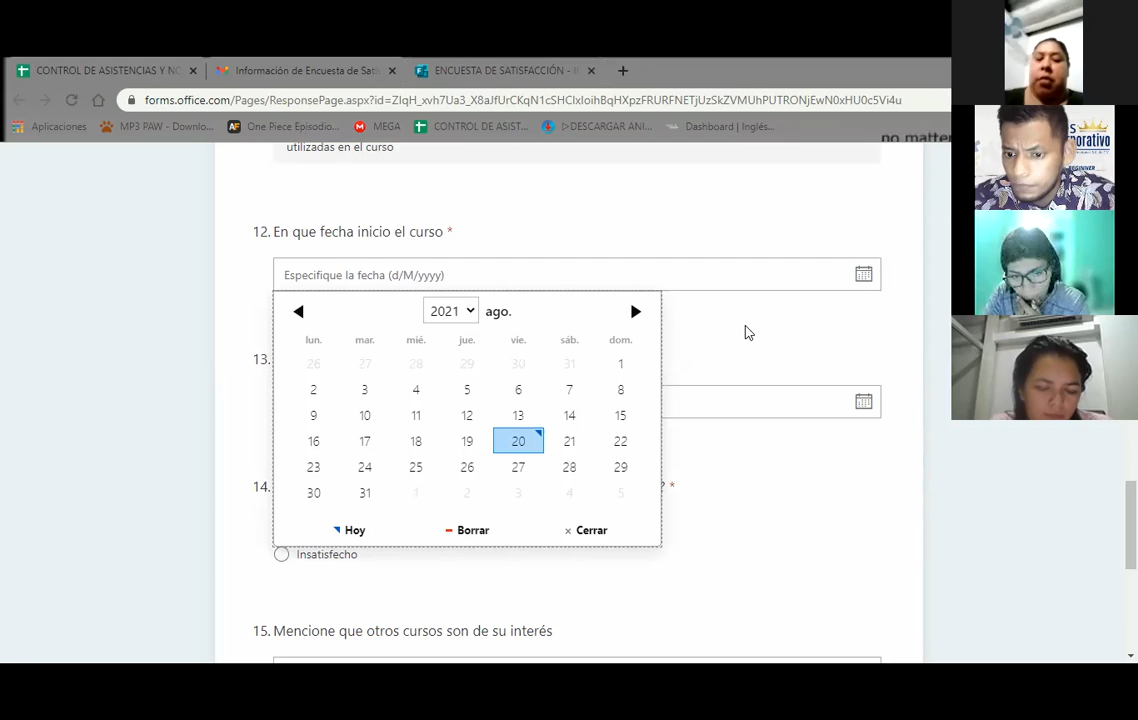 CONTROL DE ASISTENCIAS Y NO
Información de Encuesta de Sati
ENCUESTA DE SATISFACCIÓN - I
forms.office.com/Pages/ResponsePage.aspx?id=ZIqH_xvh7Ua3_X8aJfUrCKqN1cSHCIxIoihBqHXpzFRURFNETjUzSkZVMUhPUTRONjEwN0xHU0c5Vi4u
Aplicaciones
MP3 PAW - Downlo...
One Piece Episodio...
MEGA
CONTROL DE ASIST...
▷DESCARGAR ANI...
Dashboard | Inglés...
no matter
utilizadas en el curso
12. En que fecha inicio el curso *
Especifique la fecha (d/M/yyyy)
2021 ago.
lun. mar. mié. jue. vie. sáb. dom.
26 27 28 29 30 31 1
2 3 4 5 6 7 8
9 10 11 12 13 14 15
16 17 18 19 20 21 22
23 24 25 26 27 28 29
30 31 1 2 3 4 5
Hoy Borrar Cerrar
13.
14. ? *
Insatisfecho
15. Mencione que otros cursos son de su interés
S
rporativo
BEGINNER